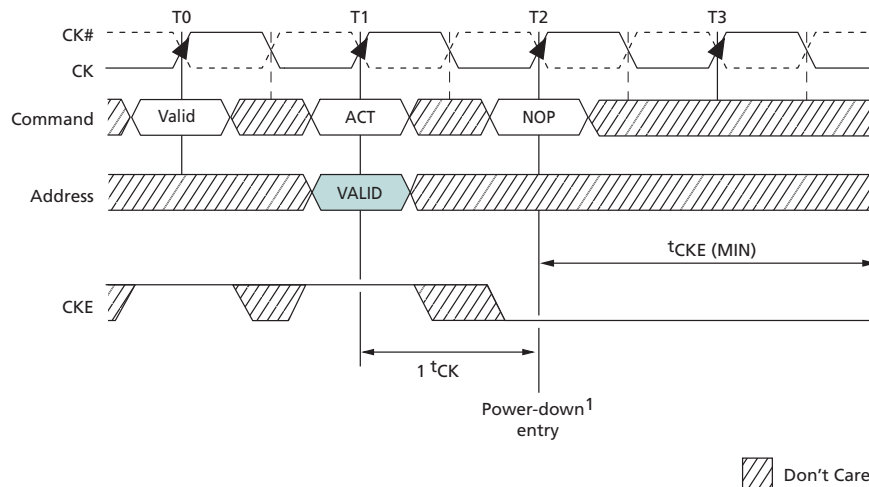 T0 T1 T2 T3
CK#
CK
Command Valid ACT NOP
Address VALID
tCKE (MIN)
CKE
1 tCK
Power-down1
entry
Don't Care